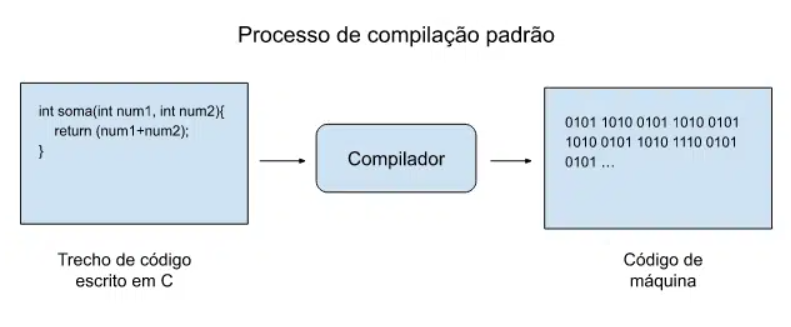 Processo de compilação padrão
int soma(int num1, int num2){
return (num1+num2);
}
Compilador
0101 1010 0101 1010 0101
1010 0101 1010 1110 0101
0101 ...
Trecho de código
escrito em C
Código de
máquina